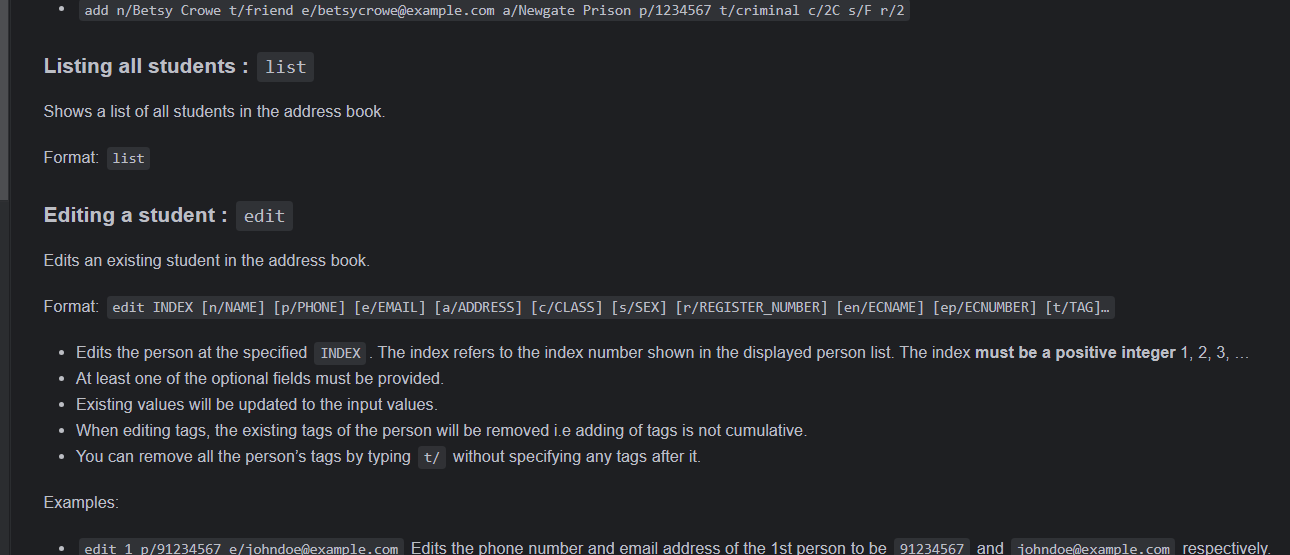 • add n/Betsy Crowe t/friend e/betsycrowe@example.com a/Newgate Prison p/1234567 t/criminal c/2C s/F r/2
Listing all students : list
Shows a list of all students in the address book.
Format: list
Editing a student : edit
Edits an existing student in the address book.
Format: edit INDEX [n/NAME] [p/PHONE] [e/EMAIL] [a/ADDRESS] [c/CLASS] [s/SEX] [r/REGISTER_NUMBER] [en/ECNAME] [ep/ECNUMBER] [t/TAG]…
• Edits the person at the specified INDEX. The index refers to the index number shown in the displayed person list. The index must be a positive integer 1, 2, 3, …
• At least one of the optional fields must be provided.
• Existing values will be updated to the input values.
• When editing tags, the existing tags of the person will be removed i.e adding of tags is not cumulative.
• You can remove all the person’s tags by typing t/ without specifying any tags after it.
Examples:
• edit 1 p/91234567 e/johndoe@example.com Edits the phone number and email address of the 1st person to be 91234567 and johndoe@example.com respectively.